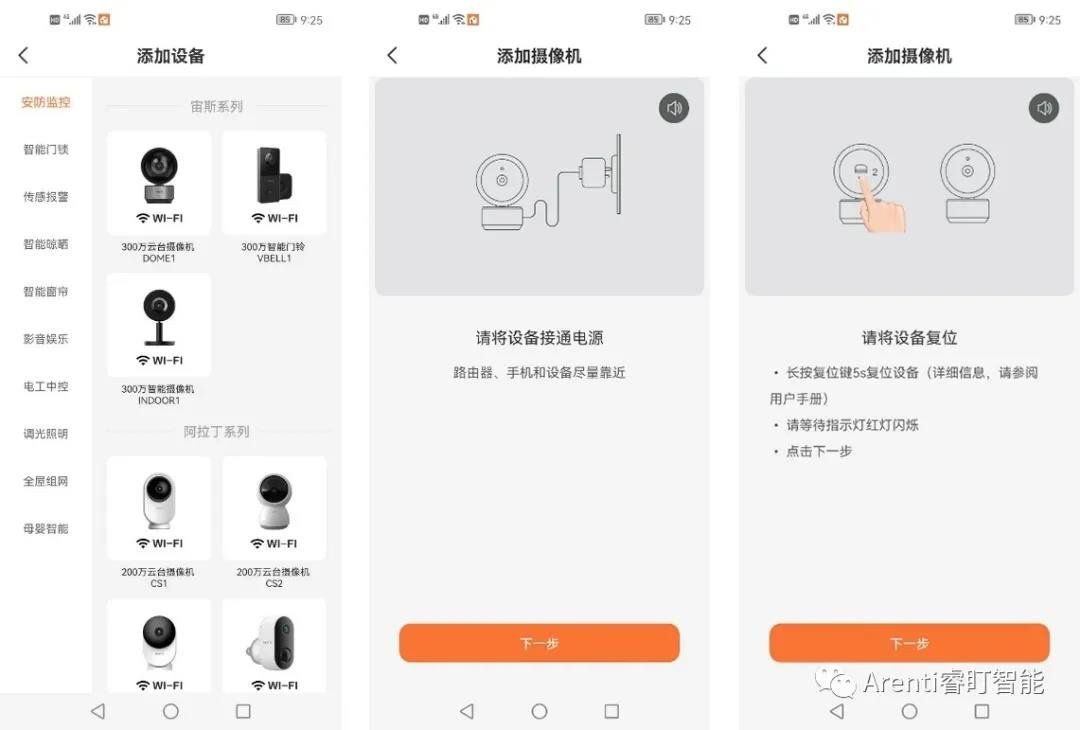 9:25
添加设备
安防监控
智能门锁
传感报警
智能晾晒
智能窗帘
影音娱乐
电工中控
调光照明
全屋组网
母婴智能
宙斯系列
WI-FI
WI-FI
300万云台摄像机
DOME1
300万智能门铃
VBELL1
WI-FI
300万智能摄像机
INDOOR1
阿拉丁系列
WI-FI
WI-FI
200万云台摄像机
CS1
200万云台摄像机
CS2
WI-FI
WI-FI
85 9:25
添加摄像机
请将设备接通电源
路由器、手机和设备尽量靠近
下一步
85 9:25
添加摄像机
2
请将设备复位
• 长按复位键5s复位设备（详细信息，请参阅
用户手册）
• 请等待指示灯红灯闪烁
• 点击下一步
下一步
Arenti睿盯智能